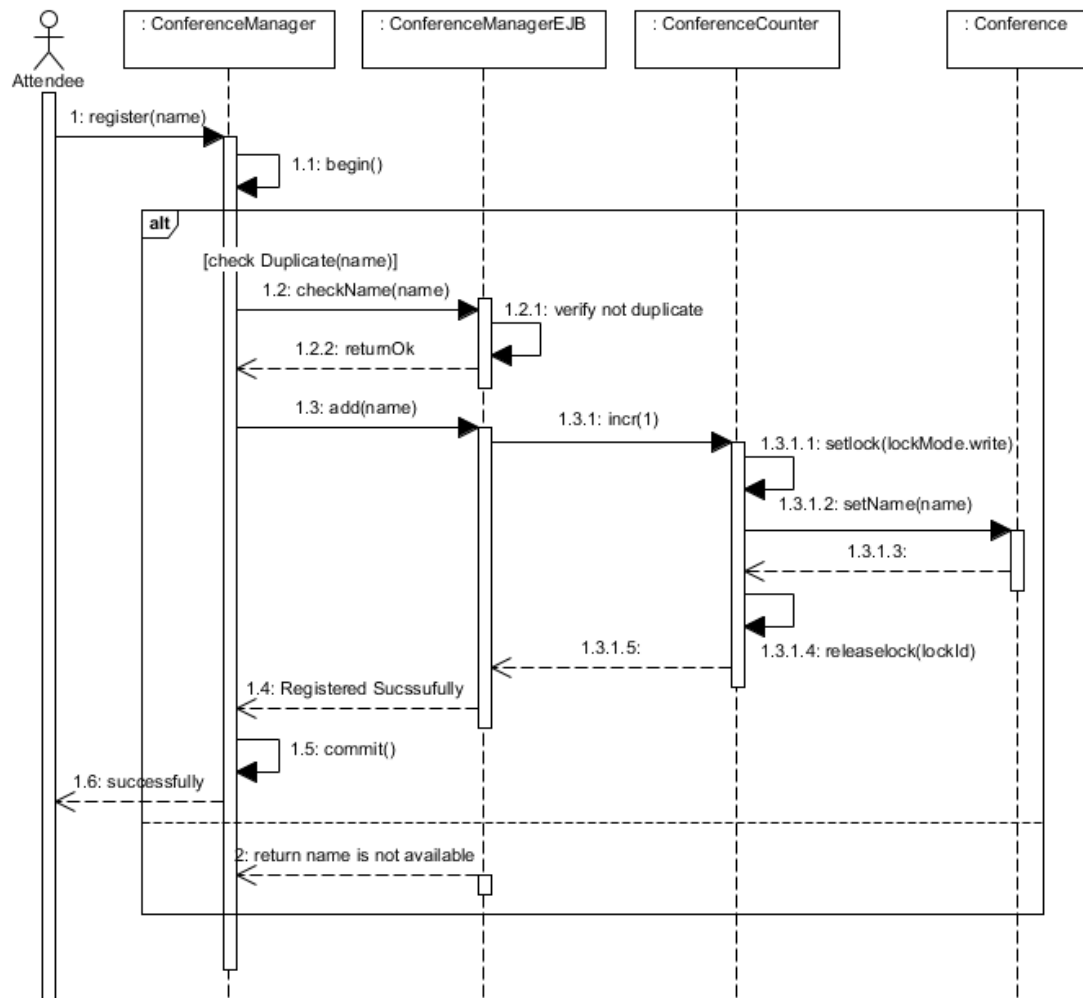 : ConferenceManager
: ConferenceManagerEJB
: ConferenceCounter
: Conference
Attendee
1: register(name)
1.1: begin()
alt
[check Duplicate(name)]
1.2: checkName(name)
1.2.1: verify not duplicate
1.2.2: returnOk
1.3: add(name)
1.3.1: incr(1)
1.3.1.1: setlock(lockMode.write)
1.3.1.2: setName(name)
1.3.1.3:
1.3.1.4: releaselock(lockId)
1.3.1.5:
1.4: Registered Sucssufully
1.5: commit()
1.6: successfully
2: return name is not available